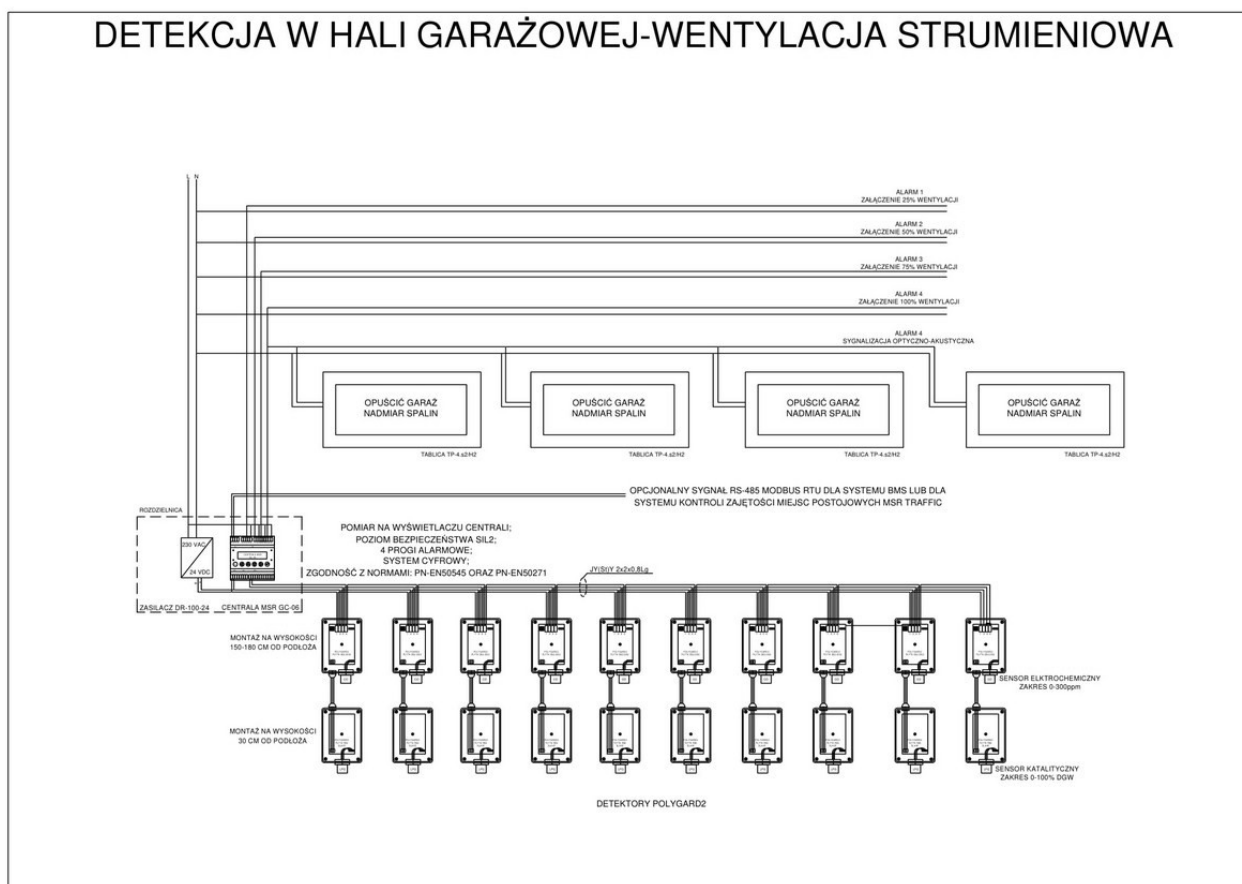 DETEKCJA W HALI GARAŻOWEJ-WENTYLACJA STRUMIENIOWA
L N
ALARM 1
ZAŁĄCZENIE 25% WENTYLACJI
ALARM 2
ZAŁĄCZENIE 50% WENTYLACJI
ALARM 3
ZAŁĄCZENIE 75% WENTYLACJI
ALARM 4
ZAŁĄCZENIE 100% WENTYLACJI
ALARM 4
SYGNALIZACJA OPTYCZNO-AKUSTYCZNA
OPUŚCIĆ GARAŻ
NADMIAR SPALIN
TABLICA TP-4.s2/H2
OPUŚCIĆ GARAŻ
NADMIAR SPALIN
TABLICA TP-4.s2/H2
OPUŚCIĆ GARAŻ
NADMIAR SPALIN
TABLICA TP-4.s2/H2
OPUŚCIĆ GARAŻ
NADMIAR SPALIN
TABLICA TP-4.s2/H2
OPCJONALNY SYGNAŁ RS-485 MODBUS RTU DLA SYSTEMU BMS LUB DLA
SYSTEMU KONTROLI ZAJĘTOŚCI MIEJSC POSTOJOWYCH MSR TRAFFIC
ROZDZIELNICA
230 VAC
24 VDC
ZASILACZ DR-100-24
CENTRALA MSR GC-06
POMIAR NA WYŚWIETLACZU CENTRALI;
POZIOM BEZPIECZEŃSTWA SIL2;
4 PROGI ALARMOWE;
SYSTEM CYFROWY;
ZGODNOŚĆ Z NORMAMI: PN-EN50545 ORAZ PN-EN50271
JY(St)Y 2x2x0,8Lg
MONTAŻ NA WYSOKOŚCI
150-180 CM OD PODŁOŻA
SENSOR ELKTROCHEMICZNY
ZAKRES 0-300ppm
MONTAŻ NA WYSOKOŚCI
30 CM OD PODŁOŻA
SENSOR KATALITYCZNY
ZAKRES 0-100% DGW
DETEKTORY POLYGARD2